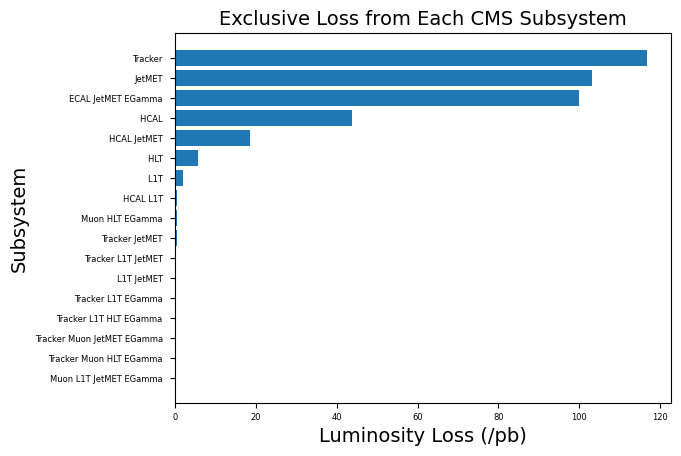 Exclusive Loss from Each CMS Subsystem
Subsystem
Tracker
JetMET
ECAL JetMET EGamma
HCAL
HCAL JetMET
HLT
L1T
HCAL L1T
Muon HLT EGamma
Tracker JetMET
Tracker L1T JetMET
L1T JetMET
Tracker L1T EGamma
Tracker L1T HLT EGamma
Tracker Muon JetMET EGamma
Tracker Muon HLT EGamma
Muon L1T JetMET EGamma
0 20 40 60 80 100 120
Luminosity Loss (/pb)